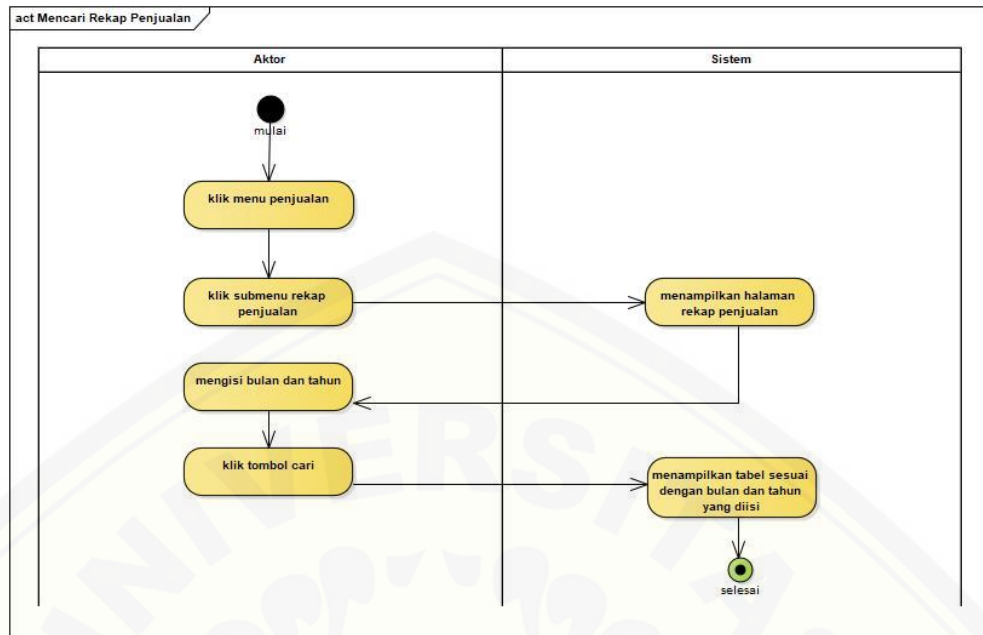 act Mencari Rekap Penjualan
Aktor
Sistem
mulai
klik menu penjualan
klik submenu rekap
penjualan
menampilkan halaman
rekap penjualan
mengisi bulan dan tahun
klik tombol cari
menampilkan tabel sesuai
dengan bulan dan tahun
yang diisi
selesai